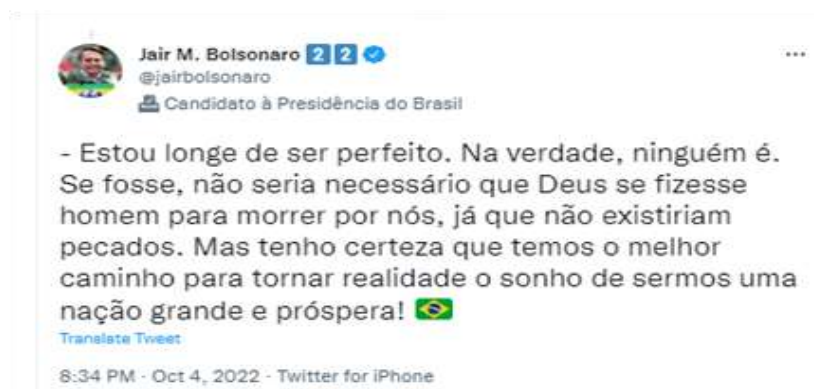 Jair M. Bolsonaro 2️⃣2️⃣
@jairbolsonaro
Candidato à Presidência do Brasil
- Estou longe de ser perfeito. Na verdade, ninguém é.
Se fosse, não seria necessário que Deus se fizesse
homem para morrer por nós, já que não existiriam
pecados. Mas tenho certeza que temos o melhor
caminho para tornar realidade o sonho de sermos uma
nação grande e próspera! 🇧🇷
Translate Tweet
8:34 PM · Oct 4, 2022 · Twitter for iPhone